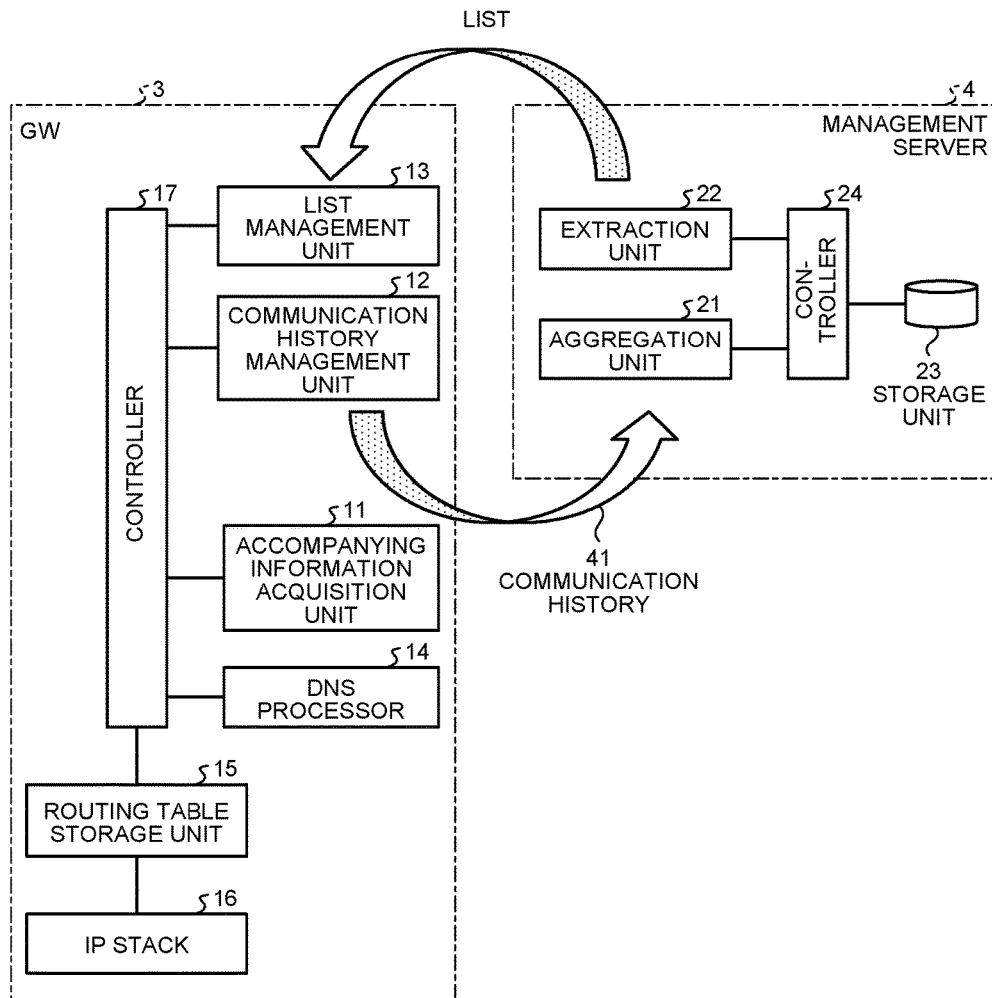 LIST
3
GW
17
CONTROLLER
13
LIST
MANAGEMENT
UNIT
12
COMMUNICATION
HISTORY
MANAGEMENT
UNIT
11
ACCOMPANYING
INFORMATION
ACQUISITION
UNIT
14
DNS
PROCESSOR
15
ROUTING TABLE
STORAGE UNIT
16
IP STACK
4
MANAGEMENT
SERVER
22
EXTRACTION
UNIT
21
AGGREGATION
UNIT
24
CON-
TROLLER
23
STORAGE
UNIT
41
COMMUNICATION
HISTORY